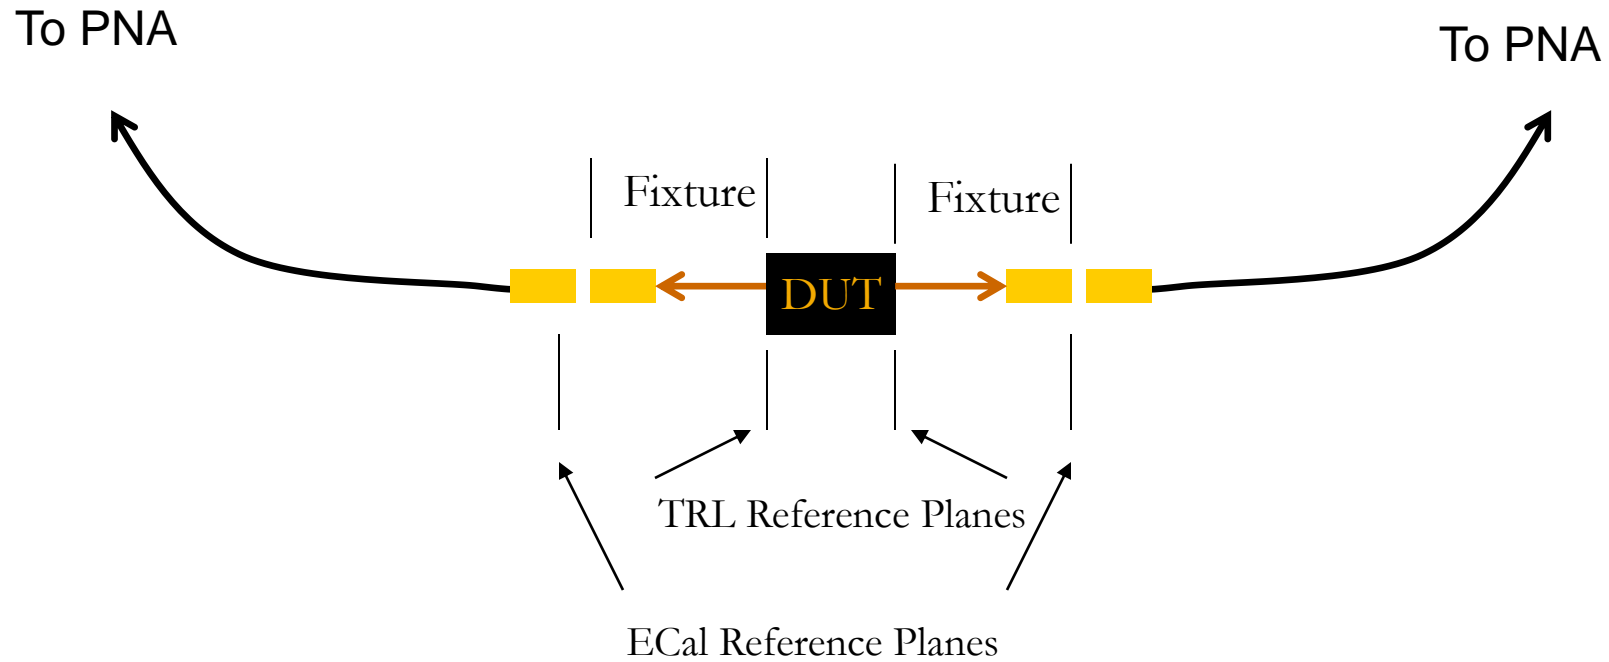 To PNA
To PNA
Fixture
Fixture
DUT
TRL Reference Planes
ECal Reference Planes